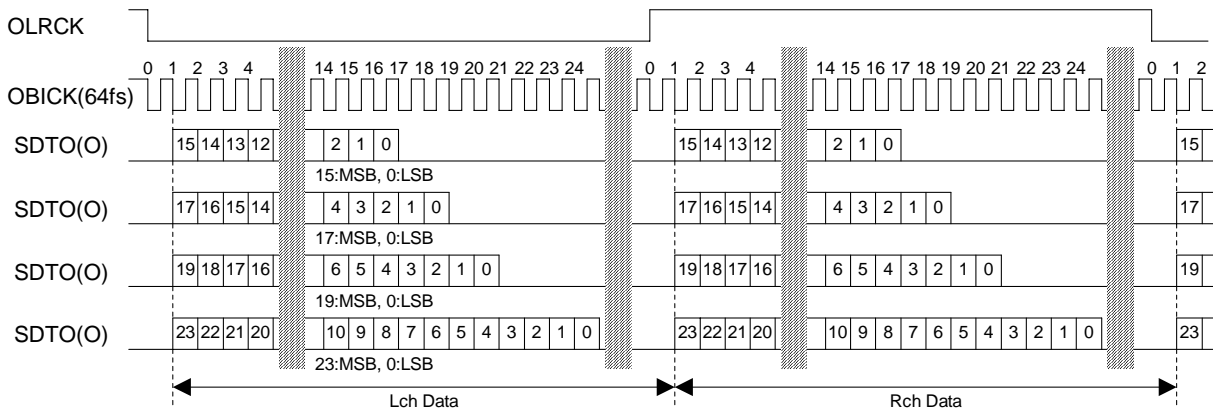 OLRCK
0 1 2 3 4 14 15 16 17 18 19 20 21 22 23 24 0 1 2 3 4 14 15 16 17 18 19 20 21 22 23 24 0 1 2
OBICK(64fs)
SDTO(O) 15 14 13 12 2 1 0 15 14 13 12 2 1 0 15
15:MSB, 0:LSB
SDTO(O) 17 16 15 14 4 3 2 1 0 17 16 15 14 4 3 2 1 0 17
17:MSB, 0:LSB
SDTO(O) 19 18 17 16 6 5 4 3 2 1 0 19 18 17 16 6 5 4 3 2 1 0 19
19:MSB, 0:LSB
SDTO(O) 23 22 21 20 10 9 8 7 6 5 4 3 2 1 0 23 22 21 20 10 9 8 7 6 5 4 3 2 1 0 23
23:MSB, 0:LSB
Lch Data Rch Data